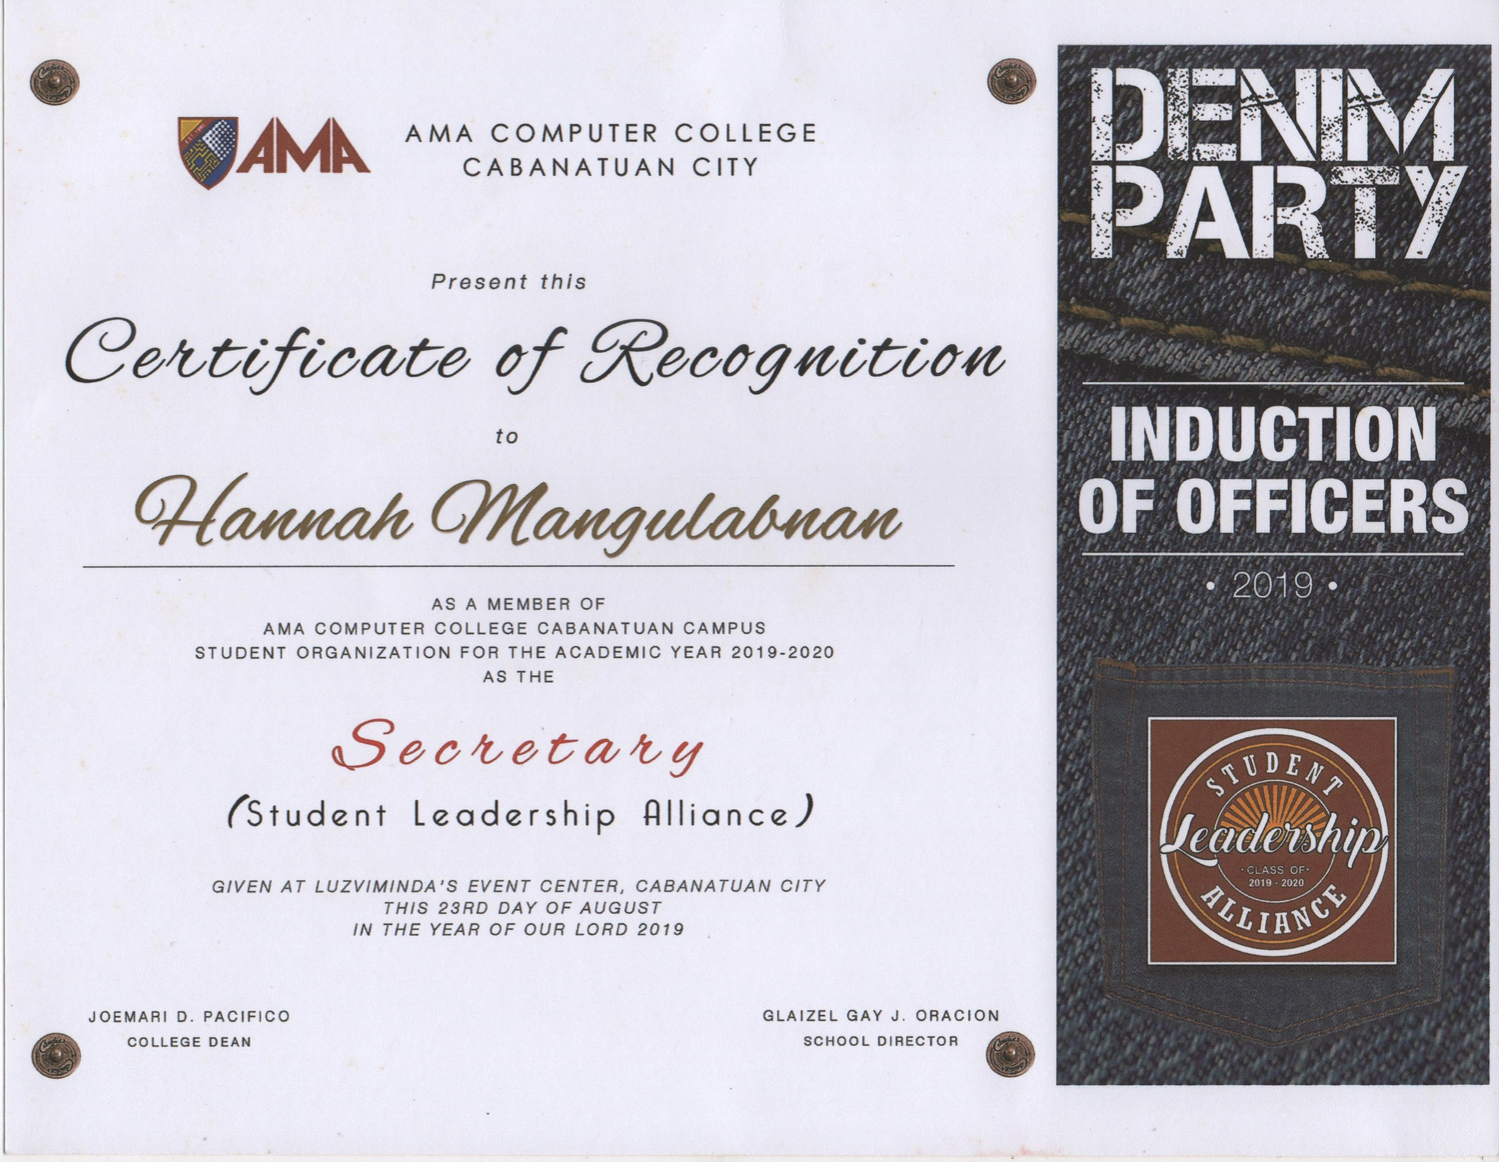 AMA
AMA COMPUTER COLLEGE
CABANATUAN CITY
Present this
Certificate of Recognition
to
Hannah Mangulabnan
AS A MEMBER OF
AMA COMPUTER COLLEGE CABANATUAN CAMPUS
STUDENT ORGANIZATION FOR THE ACADEMIC YEAR 2019-2020
AS THE
Secretary
(Student Leadership Alliance)
GIVEN AT LUZVIMINDA'S EVENT CENTER, CABANATUAN CITY
THIS 23RD DAY OF AUGUST
IN THE YEAR OF OUR LORD 2019
JOEMARI D. PACIFICO
COLLEGE DEAN
GLAIZEL GAY J. ORACION
SCHOOL DIRECTOR
DENIM
PARTY
INDUCTION
OF OFFICERS
• 2019 •
STUDENT
Leadership
·CLASS OF·
2019 - 2020
ALLIANCE